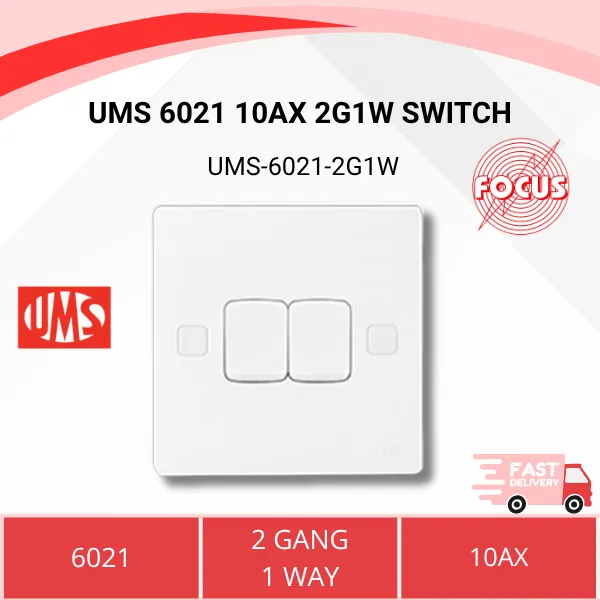 UMS 6021 10AX 2G1W SWITCH
UMS-6021-2G1W
FOCUS
UMS
FAST
DELIVERY
6021
2 GANG
1 WAY
10AX